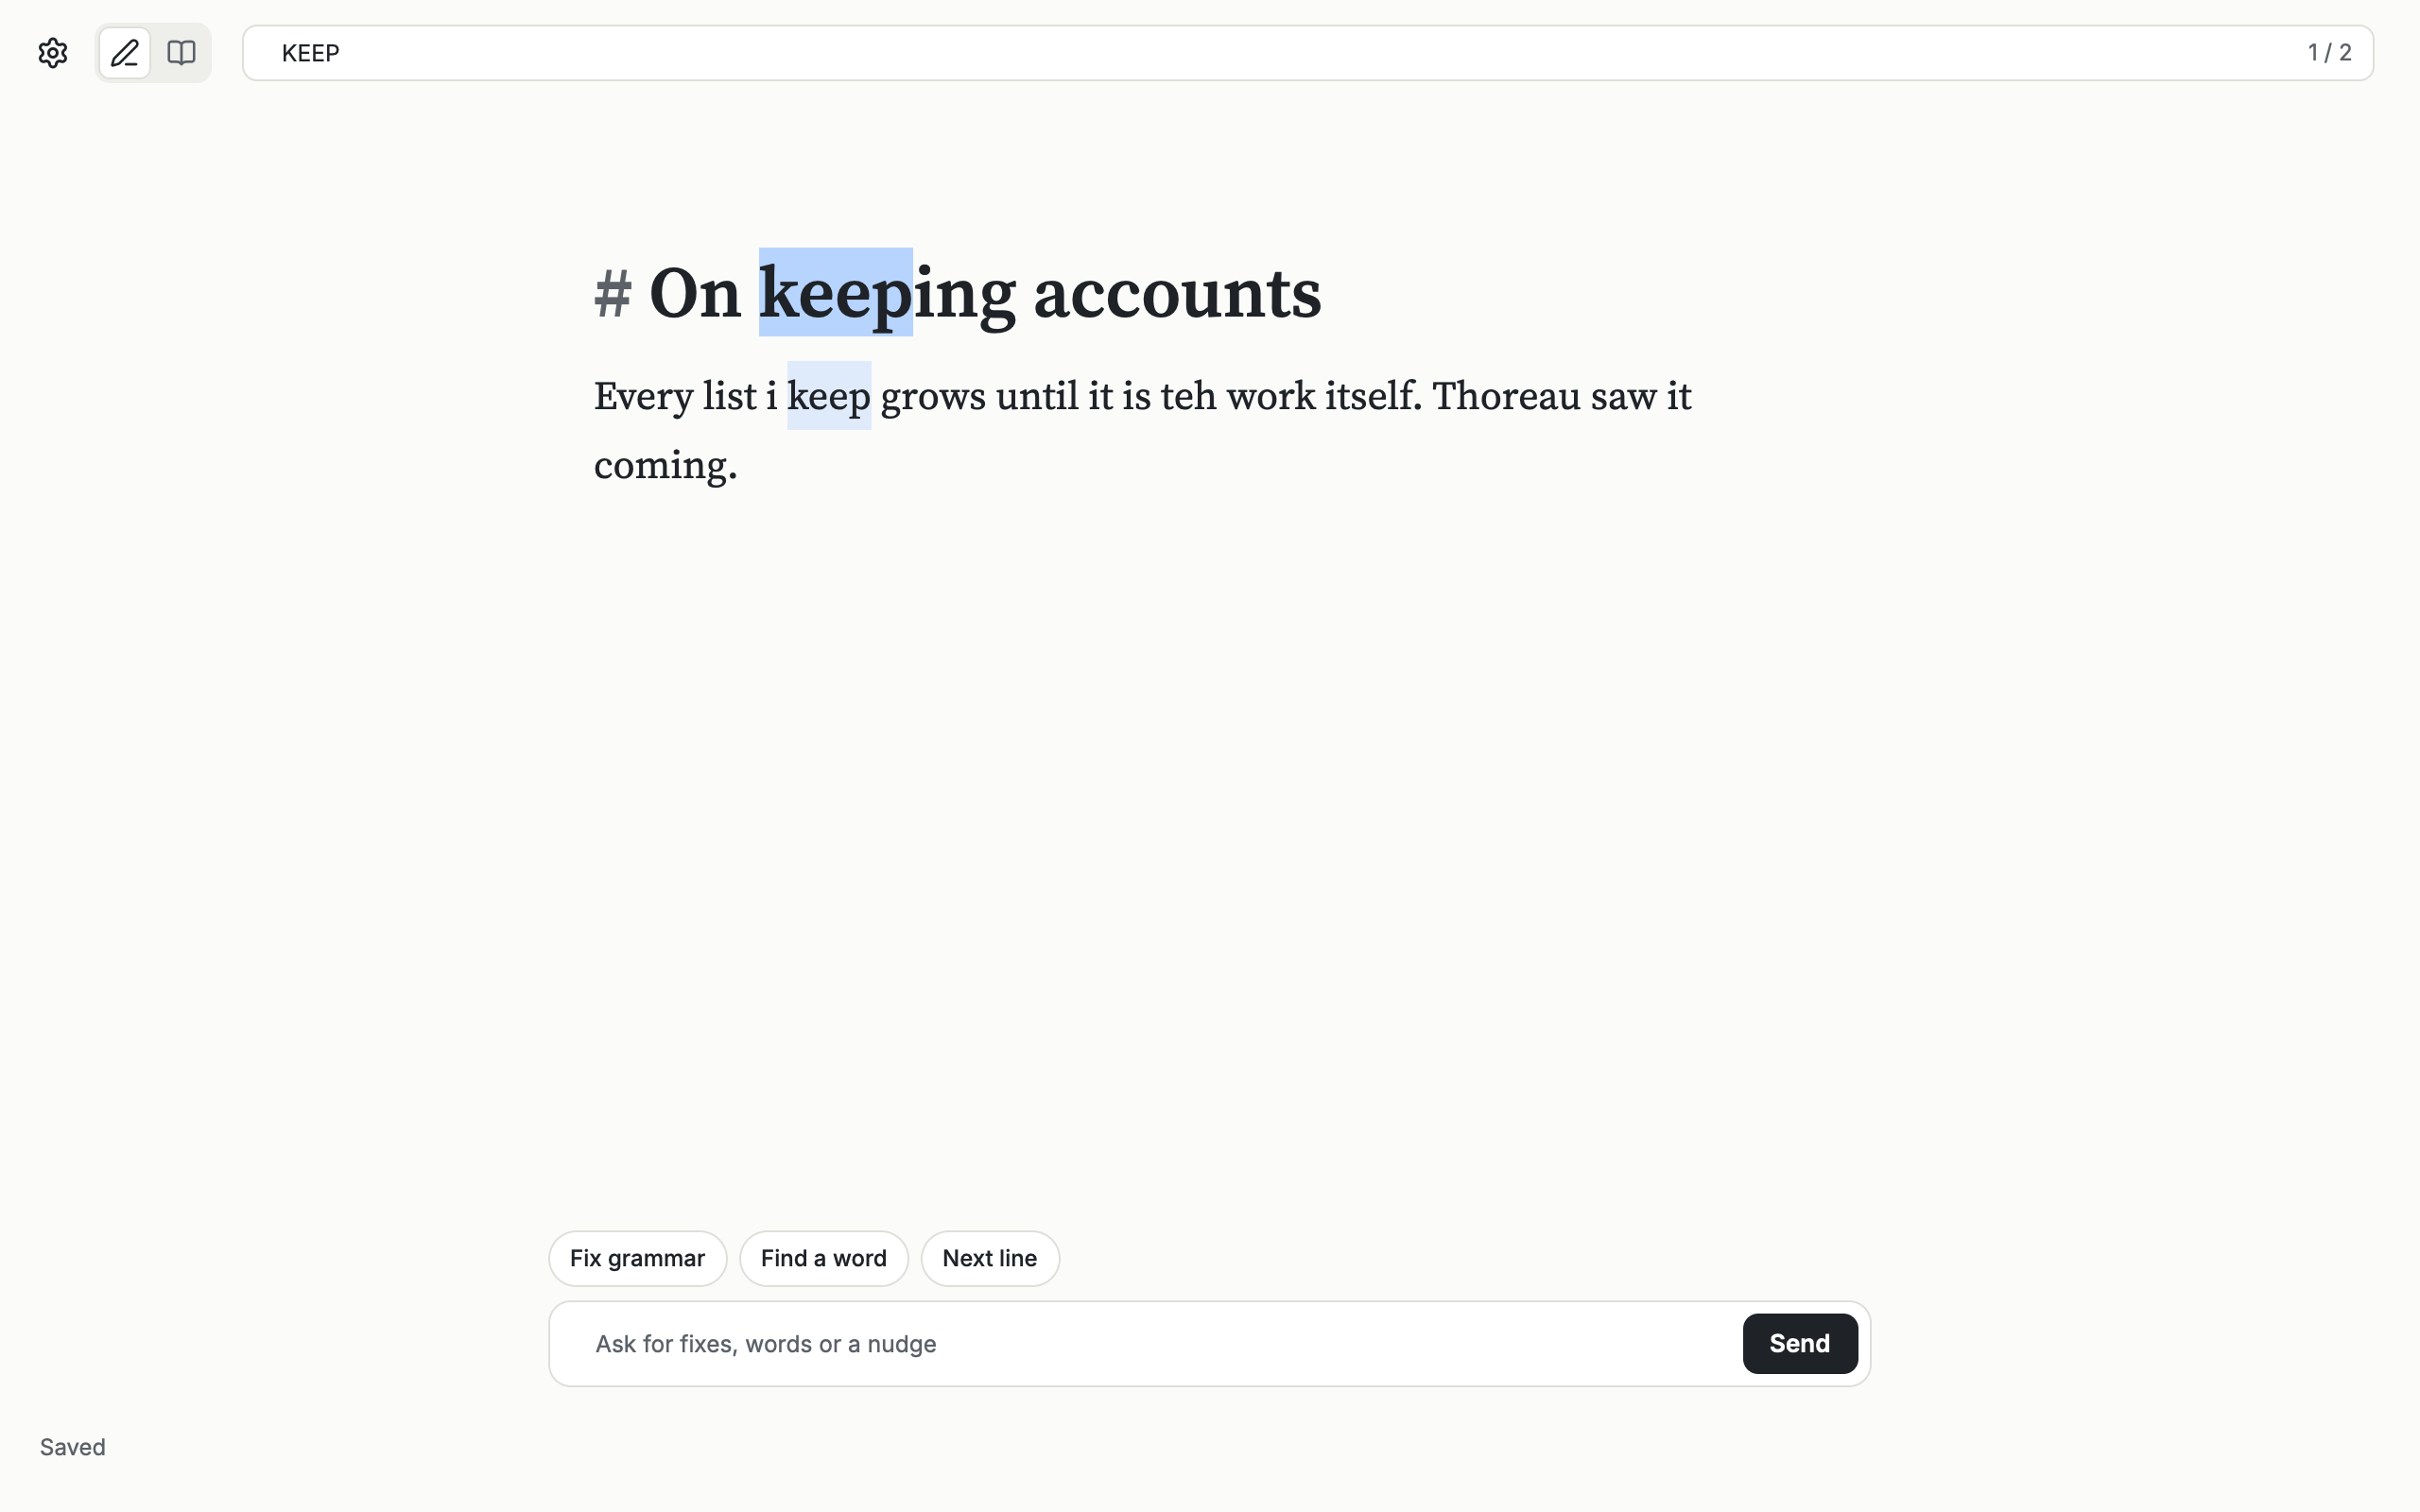 KEEP
1 / 2
# On keeping accounts
Every list i keep grows until it is teh work itself. Thoreau saw it
coming.
Fix grammar
Find a word
Next line
Ask for fixes, words or a nudge
Send
Saved